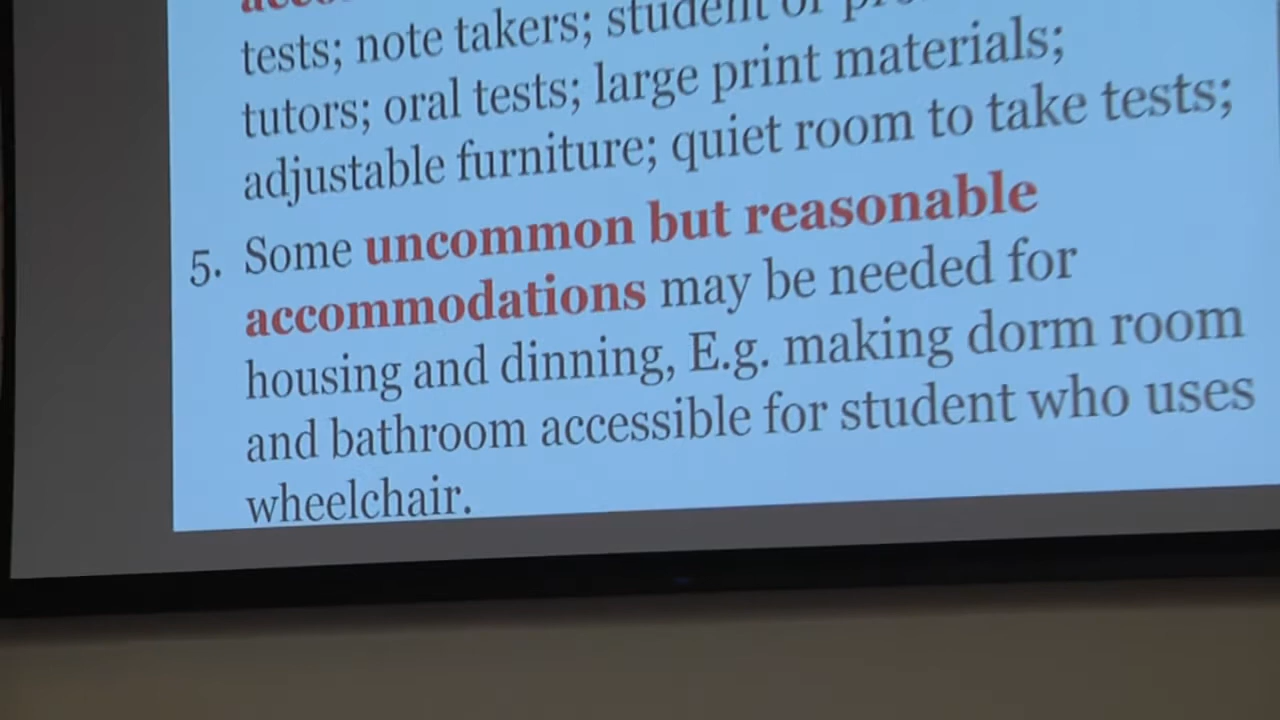 tests; note takers; student or
tutors; oral tests; large print materials;
adjustable furniture; quiet room to take tests;
5. Some uncommon but reasonable
accommodations may be needed for
housing and dinning, E.g. making dorm room
and bathroom accessible for student who uses
wheelchair.